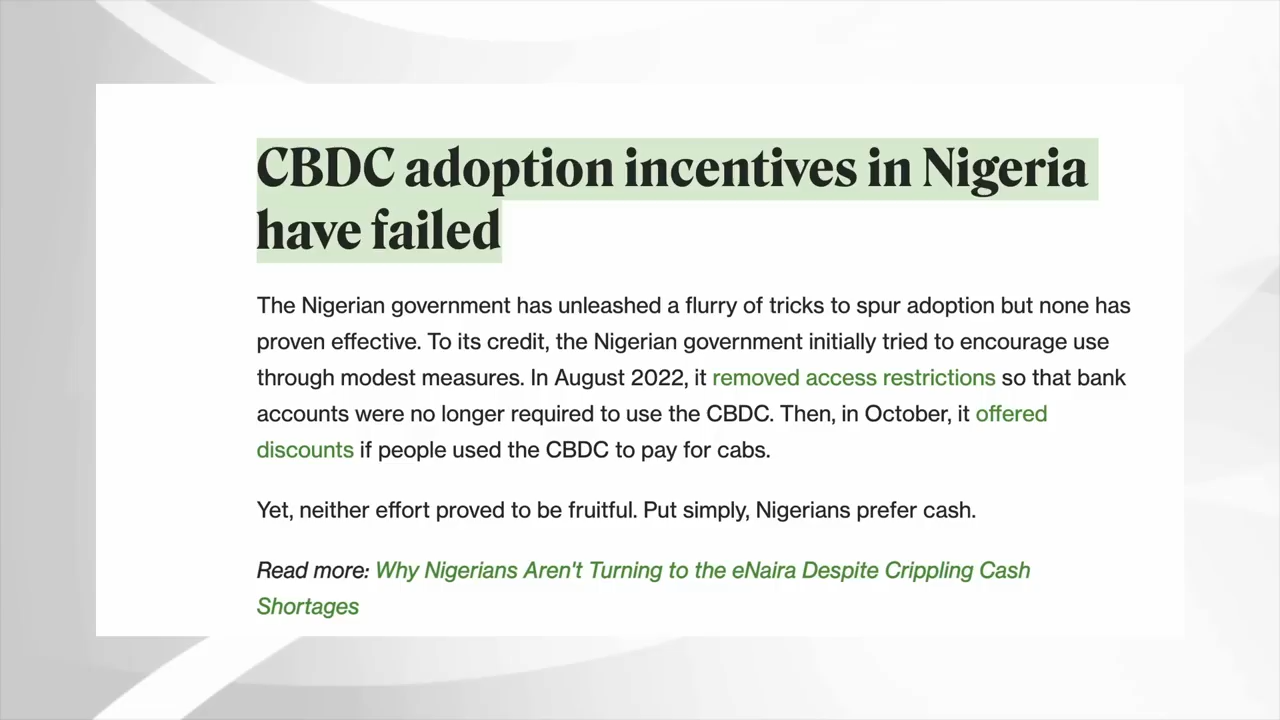 CBDC adoption incentives in Nigeria
have failed
The Nigerian government has unleashed a flurry of tricks to spur adoption but none has
proven effective. To its credit, the Nigerian government initially tried to encourage use
through modest measures. In August 2022, it removed access restrictions so that bank
accounts were no longer required to use the CBDC. Then, in October, it offered
discounts if people used the CBDC to pay for cabs.
Yet, neither effort proved to be fruitful. Put simply, Nigerians prefer cash.
Read more: Why Nigerians Aren't Turning to the eNaira Despite Crippling Cash
Shortages